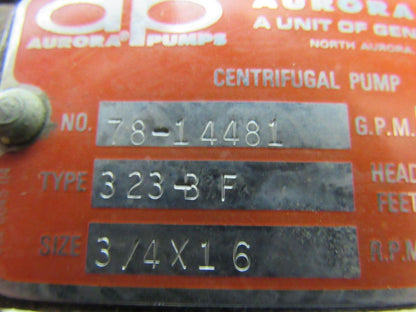 ap AURORA
AURORA® PUMPS A UNIT OF GEN
NORTH AURORA
CENTRIFUGAL PUMP
NO. 78-14481 G.P.M.
TYPE 323-BF HEAD
FEET
SIZE 3/4X16 R.P.M